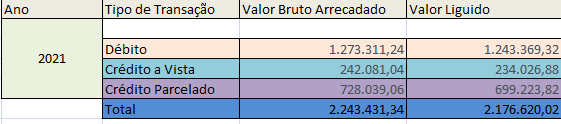 Ano Tipo de Transação Valor Bruto Arrecadado Valor Liguido
2021
Débito 1.273.311,24 1.243.369,32
Crédito a Vista 242.081,04 234.026,88
Crédito Parcelado 728.039,06 699.223,82
Total 2.243.431,34 2.176.620,02